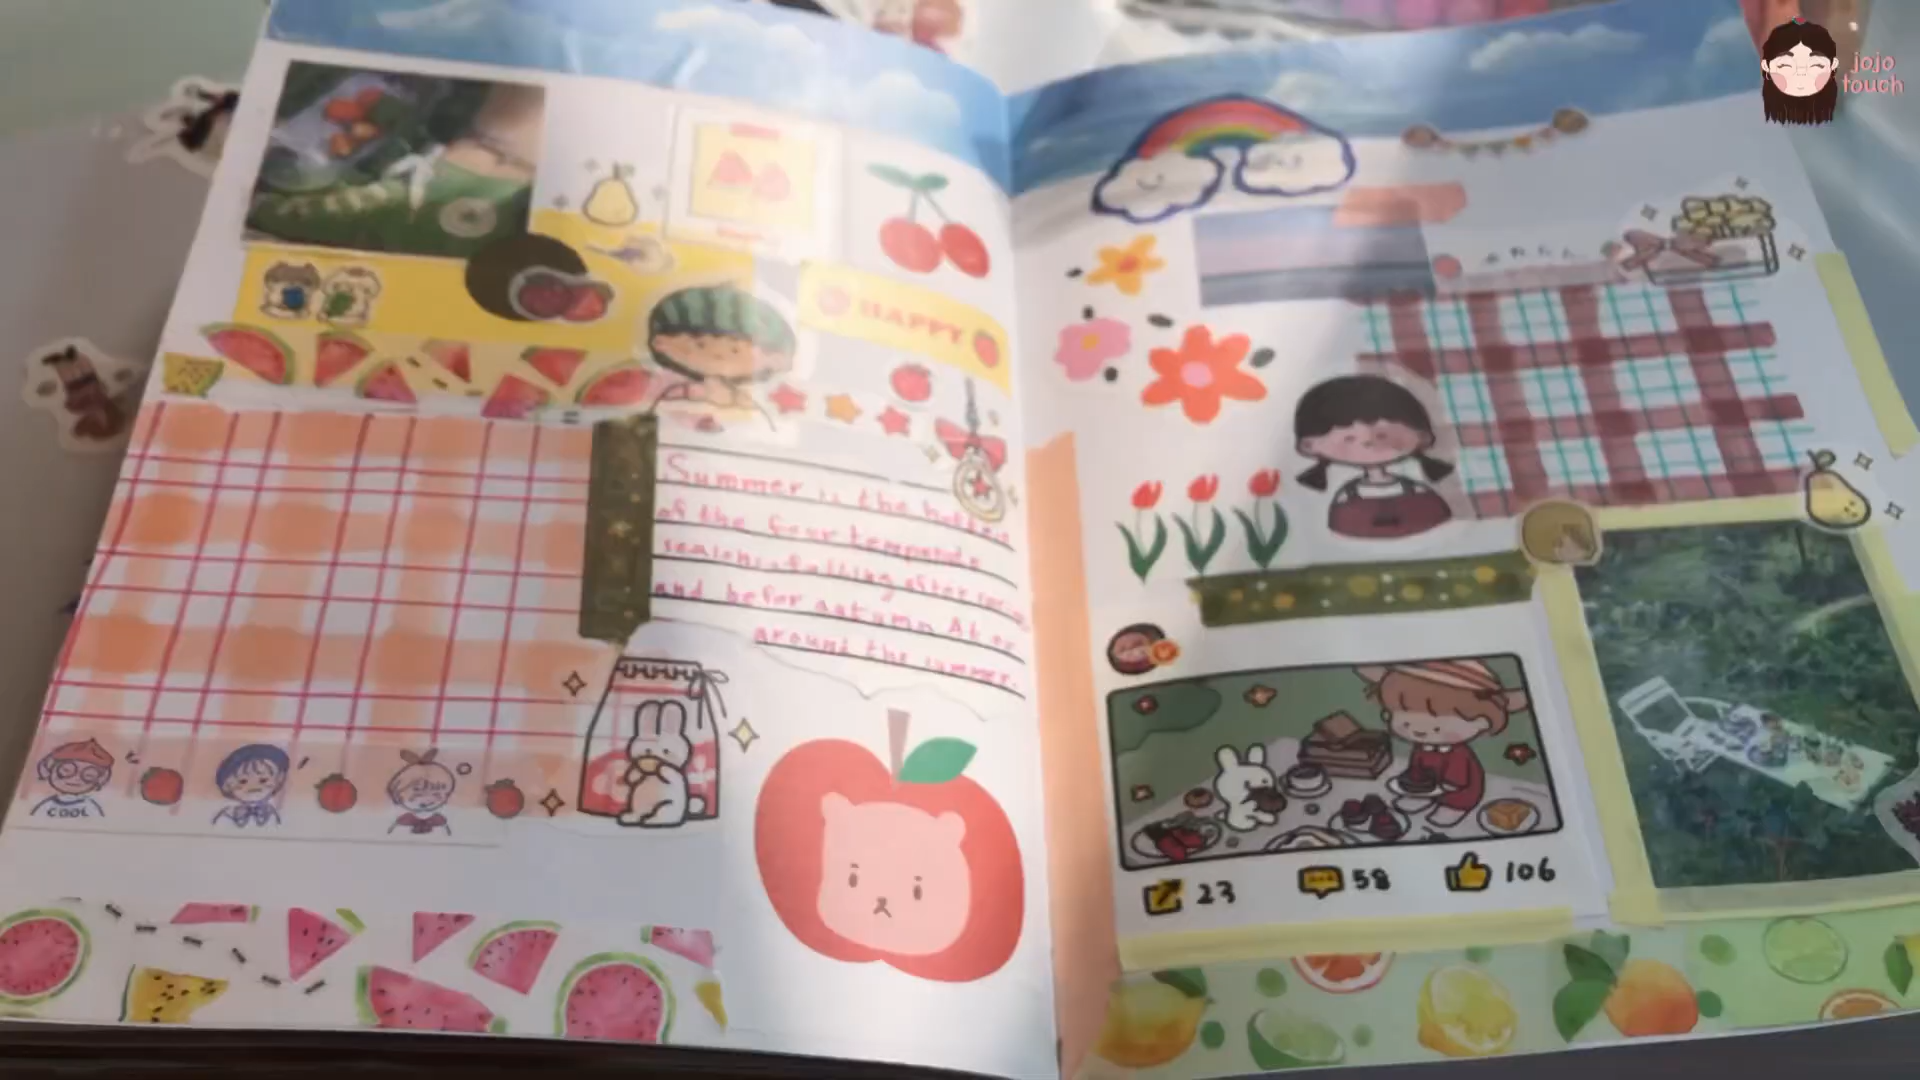 jojo
touch
HAPPY
Summer is the hottest
of the four temperate
seasons falling after spring
and befor autumn At or
around the summer.
COOL
23 58 106